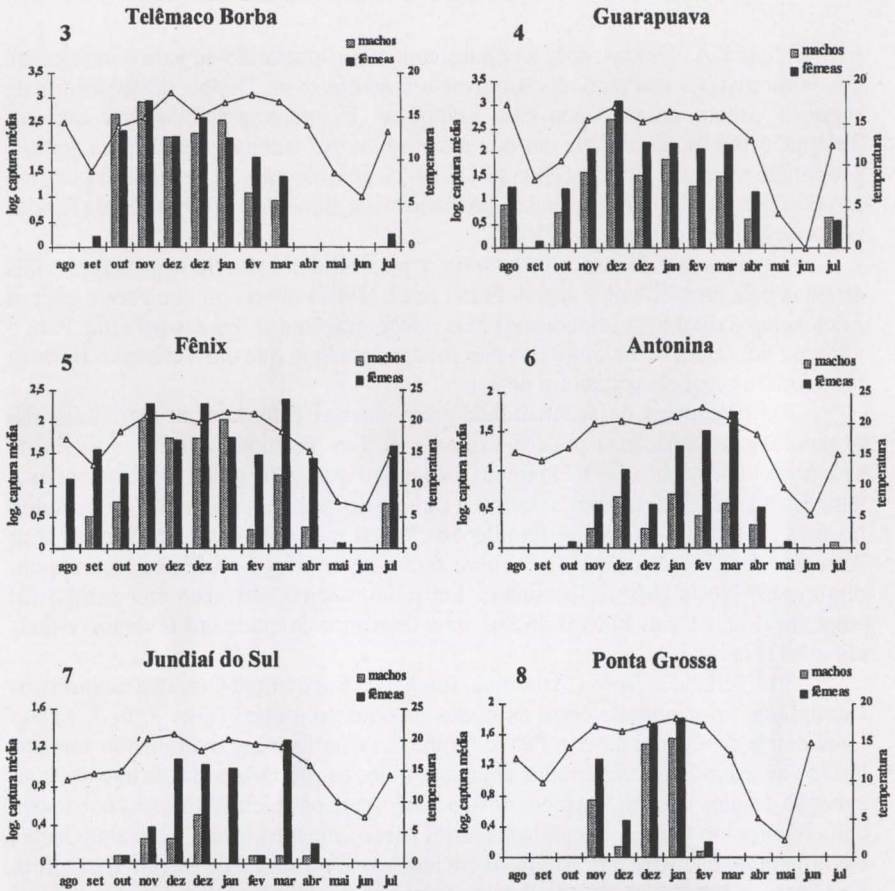 Telêmaco Borba
3
machos
fêmeas
log. captura média
3,5
3
2,5
2
1,5
1
0,5
0
20
15
10
5
0
temperatura
ago set out nov dez dez jan fev mar abr mai jun jul
Guarapuava
4
machos
fêmeas
log. captura média
3,5
3
2,5
2
1,5
1
0,5
0
20
15
10
5
0
temperatura
ago set out nov dez dez jan fev mar abr mai jun jul
Fênix
5
machos
fêmeas
log. captura média
2,5
2
1,5
1
0,5
0
25
20
15
10
5
0
temperatura
ago set out nov dez dez jan fev mar abr mai jun jul
Antonina
6
machos
fêmeas
log. captura média
2
1,5
1
0,5
0
25
20
15
10
5
0
temperatura
ago set out nov dez dez jan fev mar abr mai jun jul
Jundiaí do Sul
7
machos
fêmeas
log. captura média
1,6
1,2
0,8
0,4
0
25
20
15
10
5
0
temperatura
ago set out nov dez dez jan fev mar abr mai jun jul
Ponta Grossa
8
machos
fêmeas
log. captura média
2
1,6
1,2
0,8
0,4
0
20
15
10
5
0
temperatura
ago set out nov dez dez jan fev mar abr mai jun jul